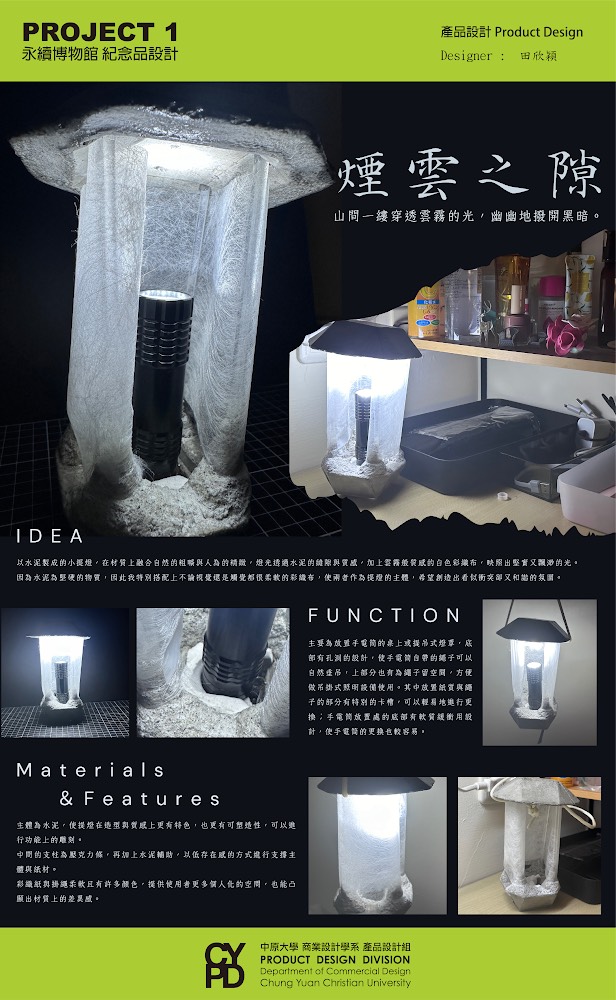 PROJECT 1
永續博物館 紀念品設計
產品設計 Product Design
Designer : 田欣穎
煙雲之隙
山間一縷穿透雲霧的光，幽幽地撥開黑暗。
IDEA
以水泥製成的小提燈，在材質上融合自然的粗曠與人為的精緻，燈光透過水泥的縫隙與質感，加上雲霧般質感的白色彩織布，映照出堅實又飄渺的光。
因為水泥為堅硬的物質，因此我特別搭配上不論視覺還是觸覺都很柔軟的彩織布，使兩者作為提燈的主體，希望創造出看似衝突卻又和諧的氛圍。
FUNCTION
主要為放置手電筒的桌上或提吊式燈罩，底
部有孔洞的設計，使手電筒自帶的繩子可以
自然垂吊，上部分也有為繩子留空間，方便
做吊掛式照明設備使用。其中放置紙質與繩
子的部分有特別的卡槽，可以輕易地進行更
換；手電筒放置處的底部有軟質緩衝用設
計，使手電筒的更換也較容易。
Materials
& Features
主體為水泥，使提燈在造型與質感上更有特色，也更有可塑造性，可以進
行功能上的雕刻。
中間的支柱為壓克力條，再加上水泥輔助，以低存在感的方式進行支撐主
體與紙材。
彩織紙與掛繩柔軟且有許多顏色，提供使用者更多個人化的空間，也能凸
顯出材質上的差異感。
CYPD
中原大學 商業設計學系 產品設計組
PRODUCT DESIGN DIVISION
Department of Commercial Design
Chung Yuan Christian University